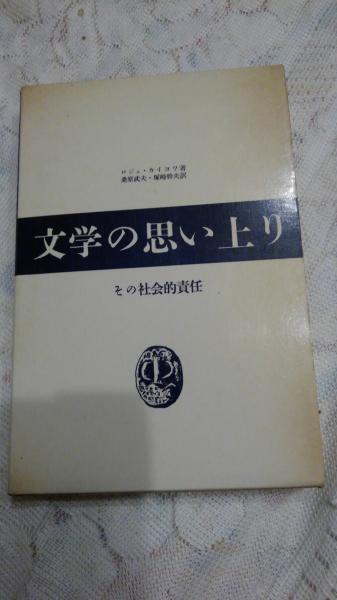 ロジェ・カイヨワ著
桑原武夫・塚崎幹夫訳
文学の思い上り
その社会的責任